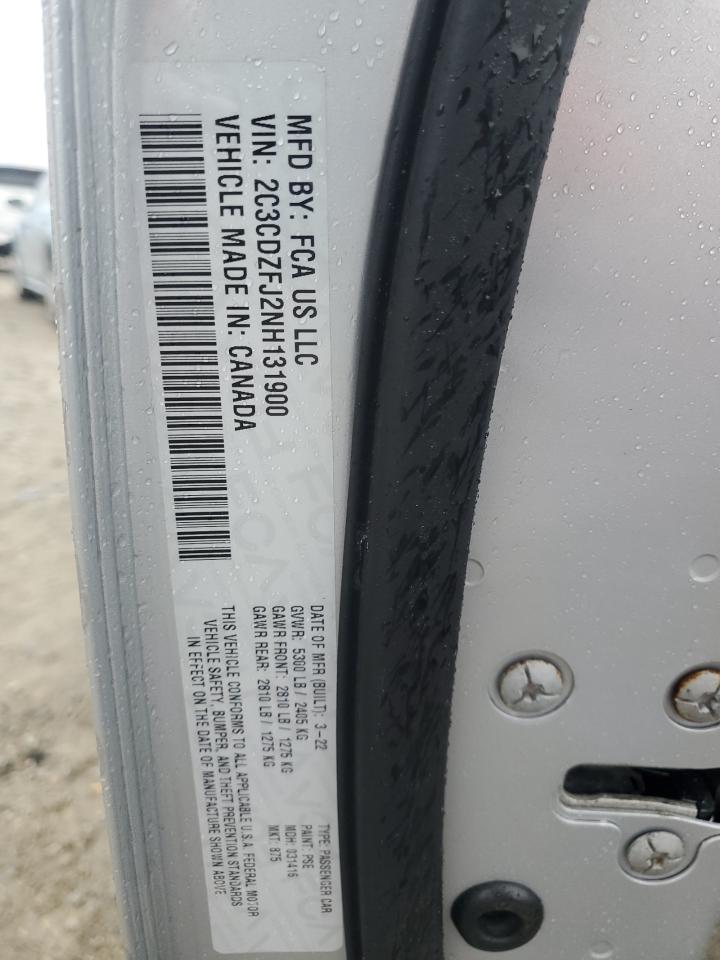 MFD BY: FCA US LLC
VIN: 2C3CDZFJ2NH131900
VEHICLE MADE IN: CANADA
DATE OF MFR (BUILT): 3-22
GVWR: 5300 LB / 2405 KG
GAWR FRONT: 2810 LB / 1275 KG
GAWR REAR: 2810 LB / 1275 KG
TYPE: PASSENGER CAR
PAINT: PSE
MDH: 031416
MKT: 875
THIS VEHICLE CONFORMS TO ALL APPLICABLE U.S.A. FEDERAL MOTOR
VEHICLE SAFETY, BUMPER, AND THEFT PREVENTION STANDARDS
IN EFFECT ON THE DATE OF MANUFACTURE SHOWN ABOVE
FCA
FCA